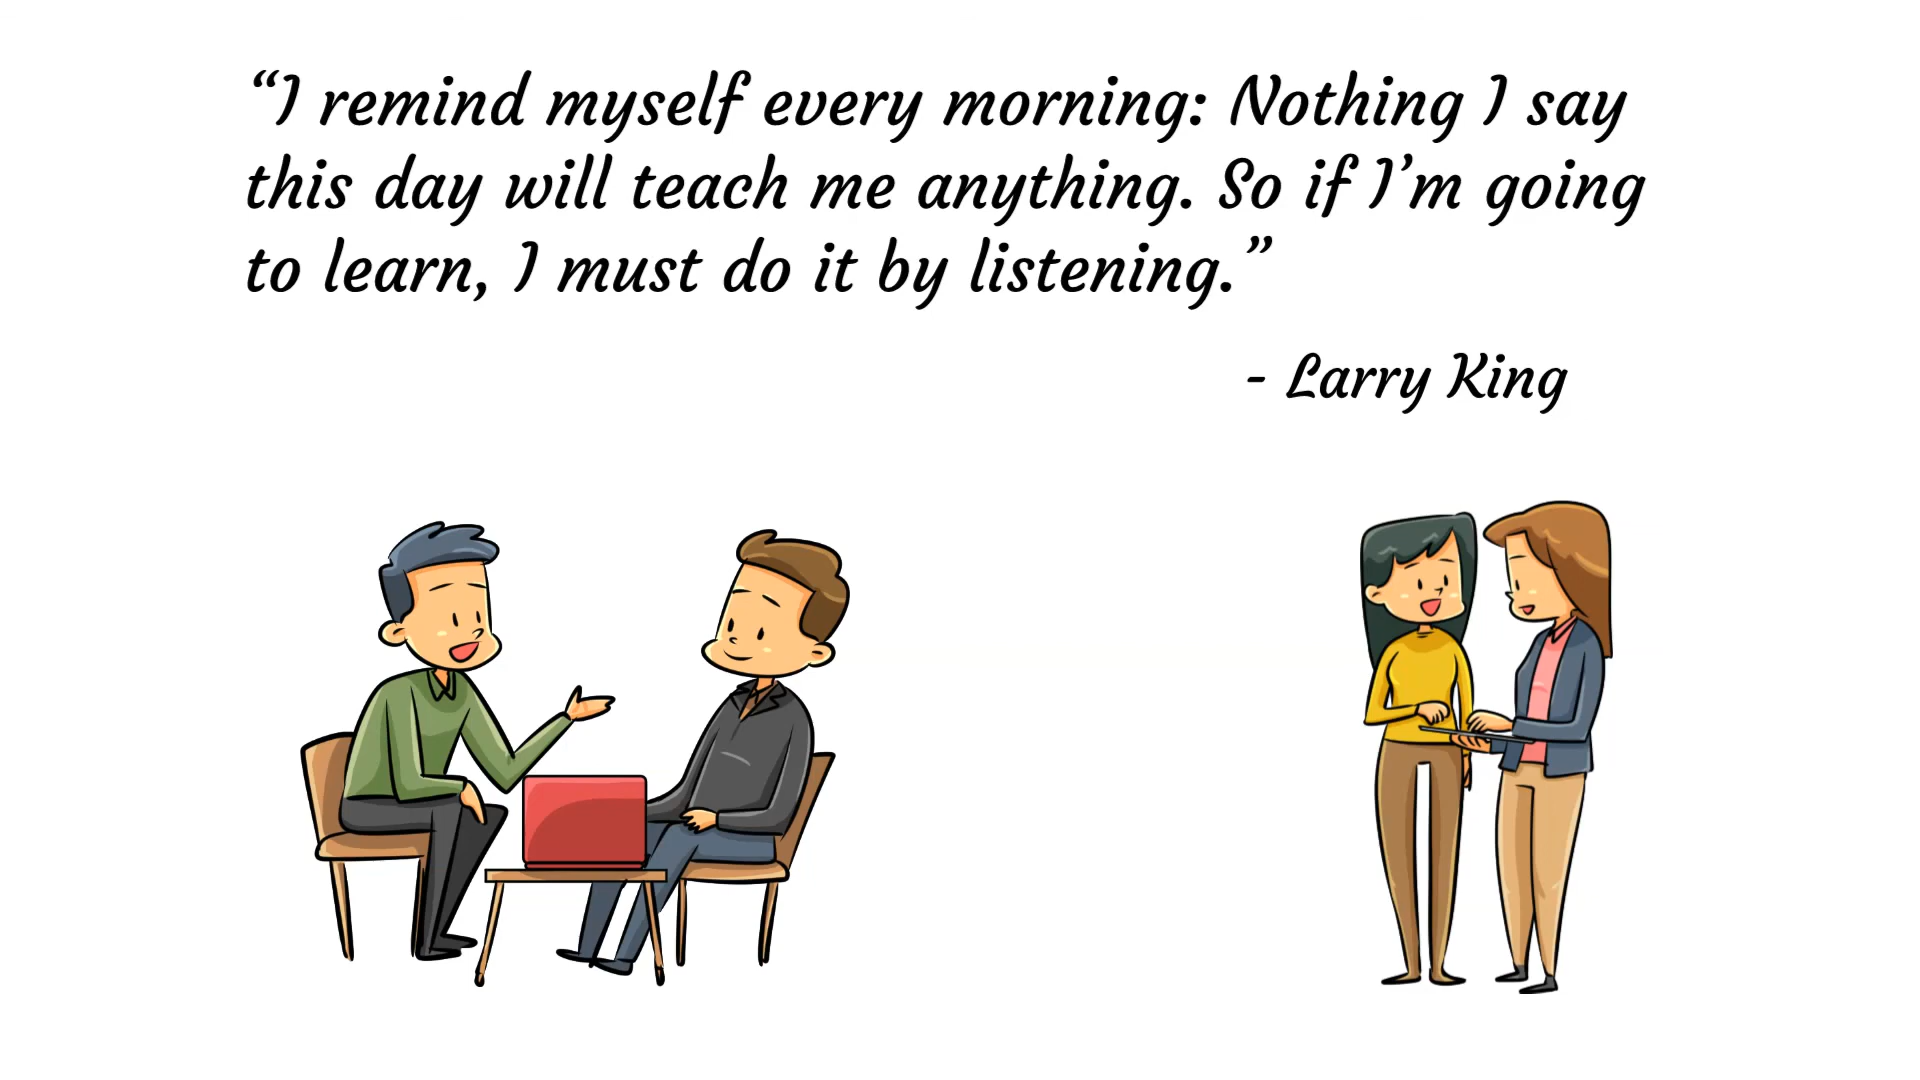 “I remind myself every morning: Nothing I say
this day will teach me anything. So if I’m going
to learn, I must do it by listening.”
- Larry King